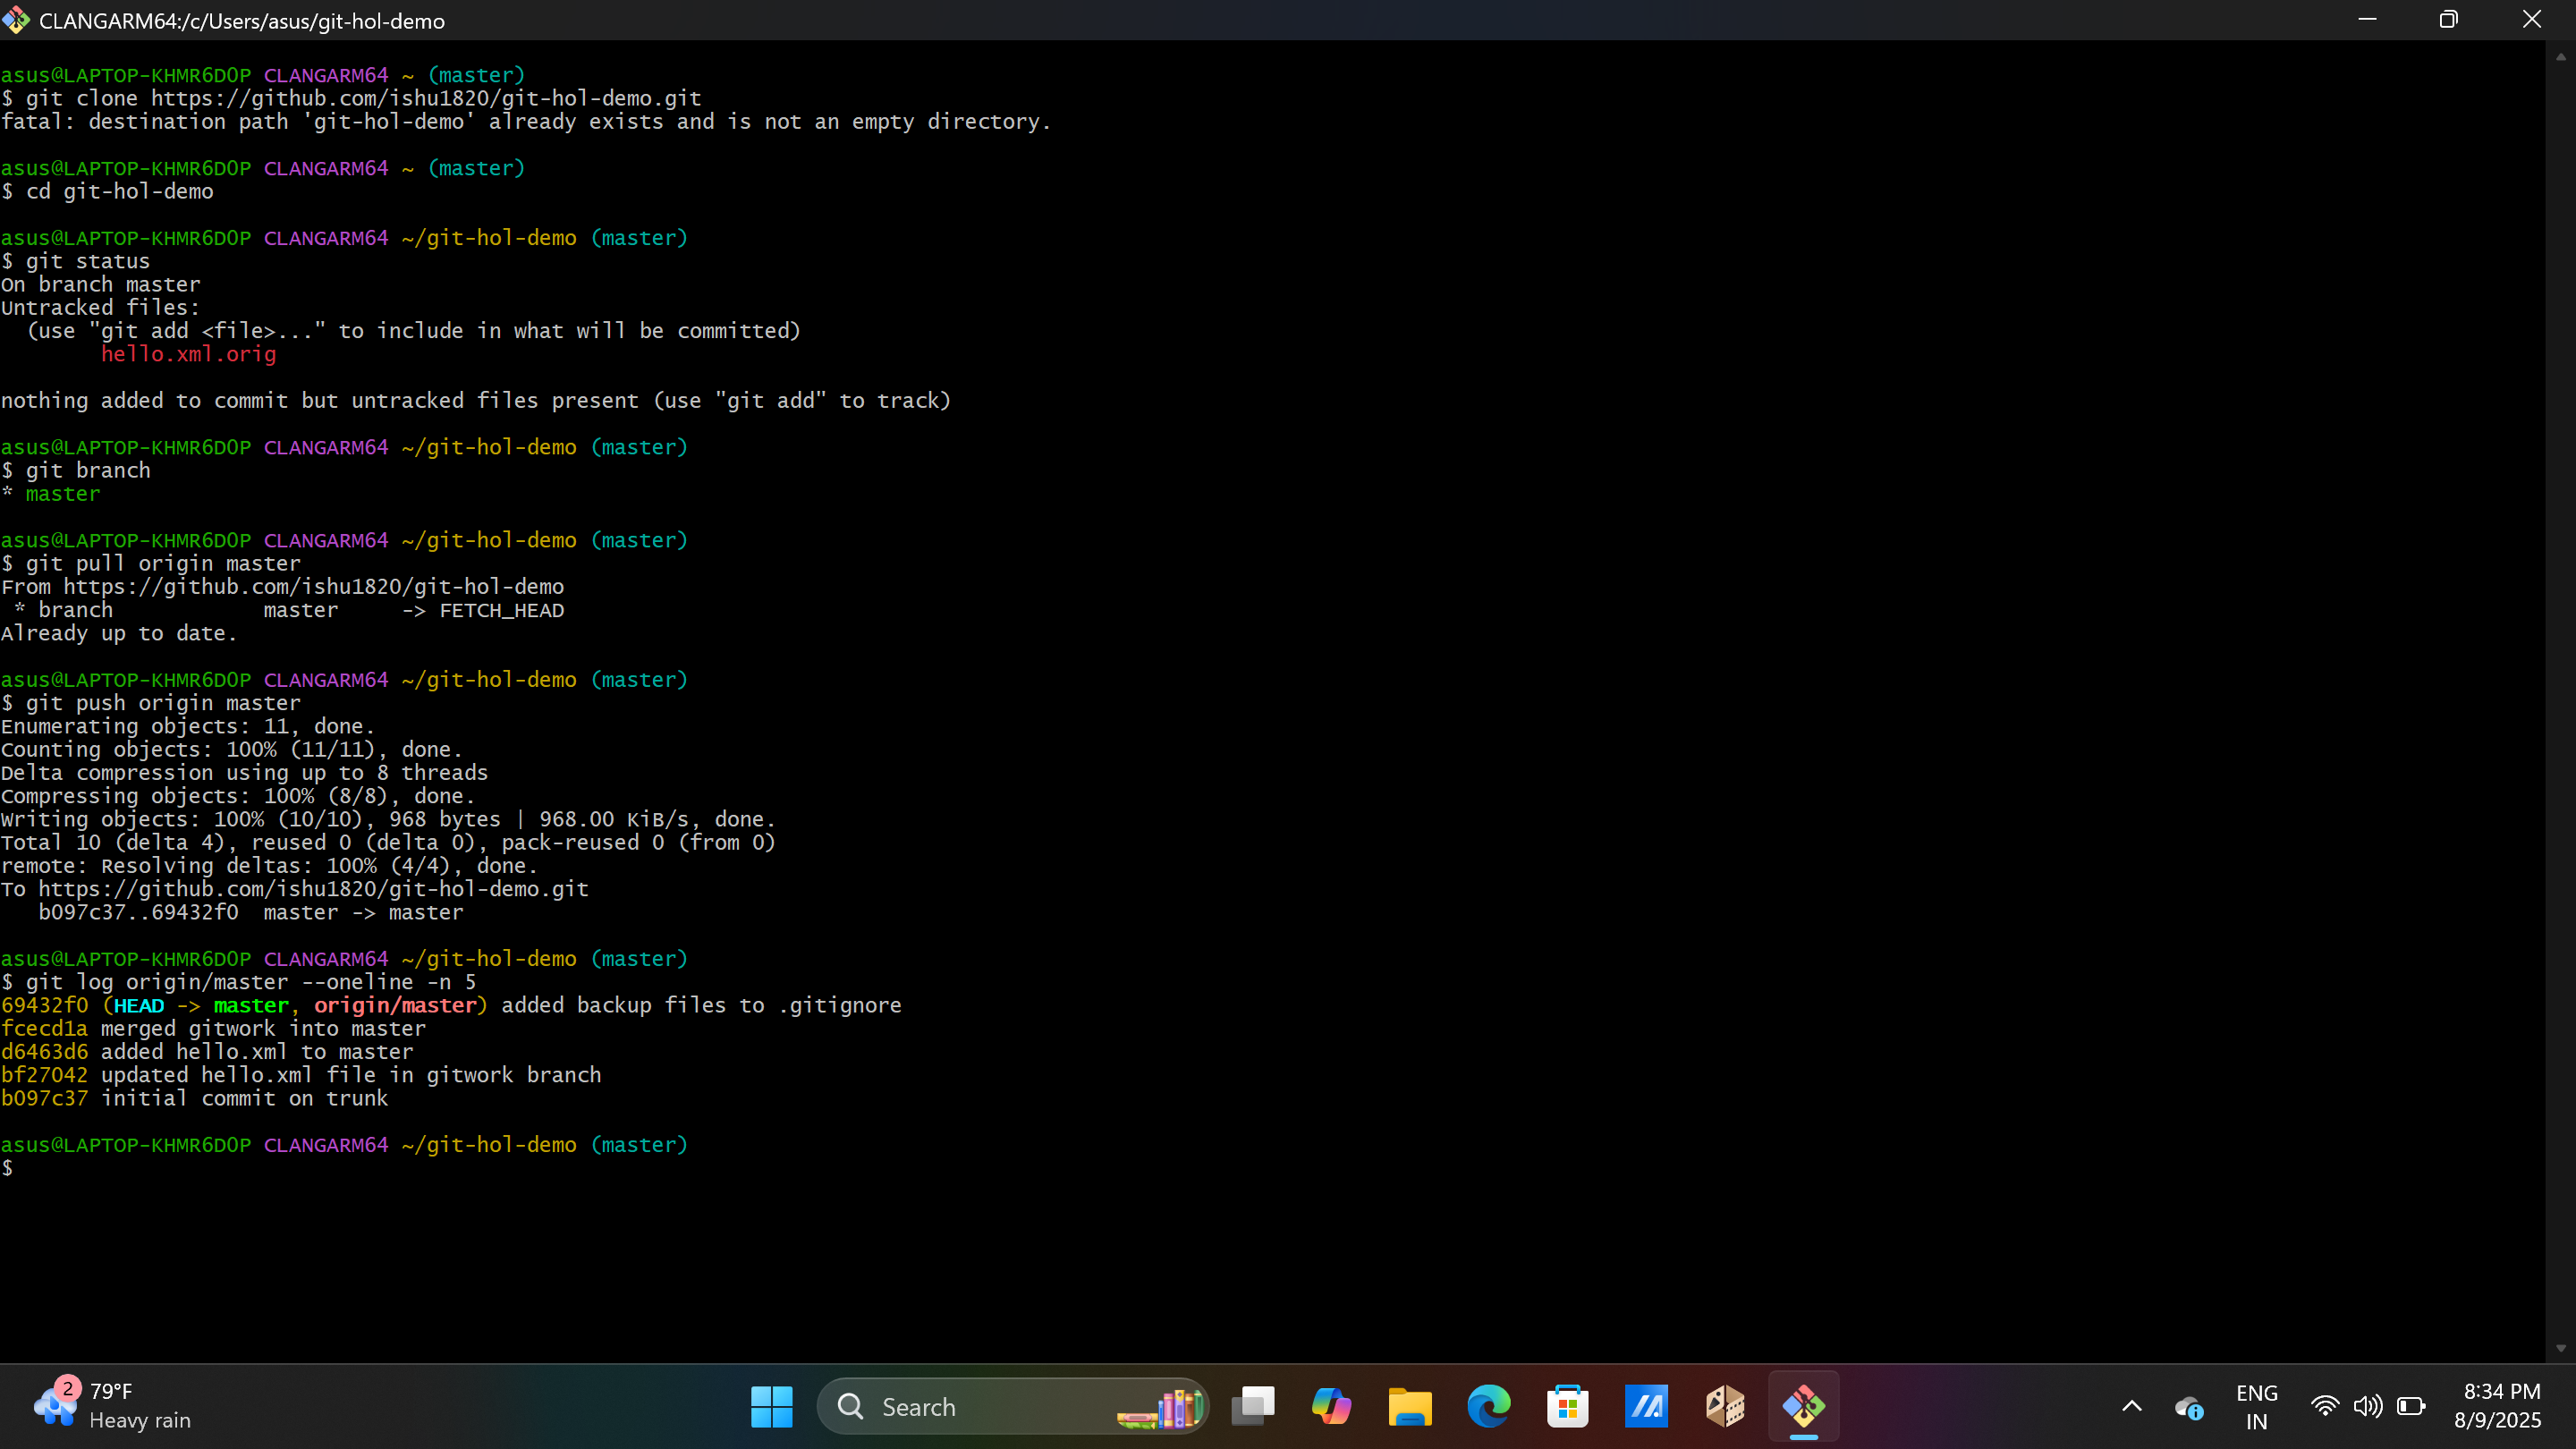 CLANGARM64:/c/Users/asus/git-hol-demo
asus@LAPTOP-KHMR6D0P CLANGARM64 ~ (master)
$ git clone https://github.com/ishu1820/git-hol-demo.git
fatal: destination path 'git-hol-demo' already exists and is not an empty directory.
asus@LAPTOP-KHMR6D0P CLANGARM64 ~ (master)
$ cd git-hol-demo
asus@LAPTOP-KHMR6D0P CLANGARM64 ~/git-hol-demo (master)
$ git status
On branch master
Untracked files:
  (use "git add <file>..." to include in what will be committed)
        hello.xml.orig
nothing added to commit but untracked files present (use "git add" to track)
asus@LAPTOP-KHMR6D0P CLANGARM64 ~/git-hol-demo (master)
$ git branch
* master
asus@LAPTOP-KHMR6D0P CLANGARM64 ~/git-hol-demo (master)
$ git pull origin master
From https://github.com/ishu1820/git-hol-demo
 * branch            master     -> FETCH_HEAD
Already up to date.
asus@LAPTOP-KHMR6D0P CLANGARM64 ~/git-hol-demo (master)
$ git push origin master
Enumerating objects: 11, done.
Counting objects: 100% (11/11), done.
Delta compression using up to 8 threads
Compressing objects: 100% (8/8), done.
Writing objects: 100% (10/10), 968 bytes | 968.00 KiB/s, done.
Total 10 (delta 4), reused 0 (delta 0), pack-reused 0 (from 0)
remote: Resolving deltas: 100% (4/4), done.
To https://github.com/ishu1820/git-hol-demo.git
   b097c37..69432f0  master -> master
asus@LAPTOP-KHMR6D0P CLANGARM64 ~/git-hol-demo (master)
$ git log origin/master --oneline -n 5
69432f0 (HEAD -> master, origin/master) added backup files to .gitignore
fcecd1a merged gitwork into master
d6463d6 added hello.xml to master
bf27042 updated hello.xml file in gitwork branch
b097c37 initial commit on trunk
asus@LAPTOP-KHMR6D0P CLANGARM64 ~/git-hol-demo (master)
$
2
79°F
Heavy rain
Search
ENG
IN
8:34 PM
8/9/2025